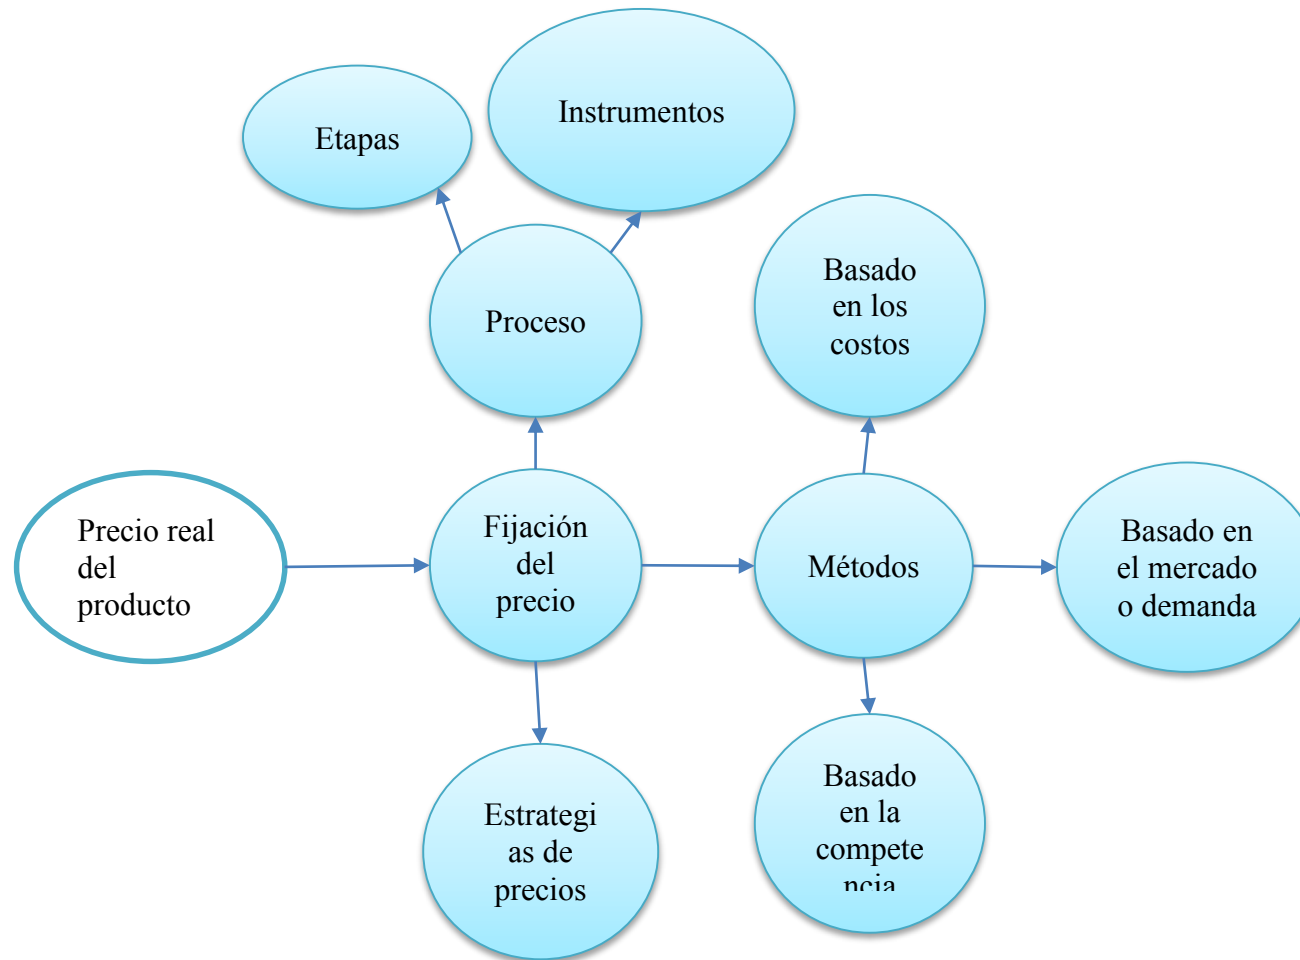 Etapas
Instrumentos
Proceso
Basado
en los
costos
Precio real
del
producto
Fijación
del
precio
Métodos
Basado en
el mercado
o demanda
Estrategi
as de
precios
Basado
en la
compete
ncia